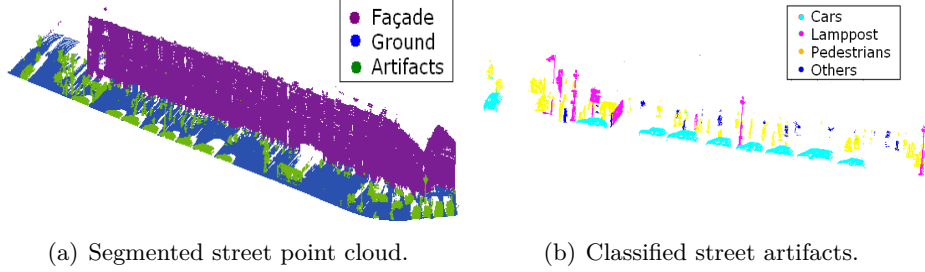 Façade
Ground
Artifacts
Cars
Lamppost
Pedestrians
Others
(a) Segmented street point cloud.
(b) Classified street artifacts.